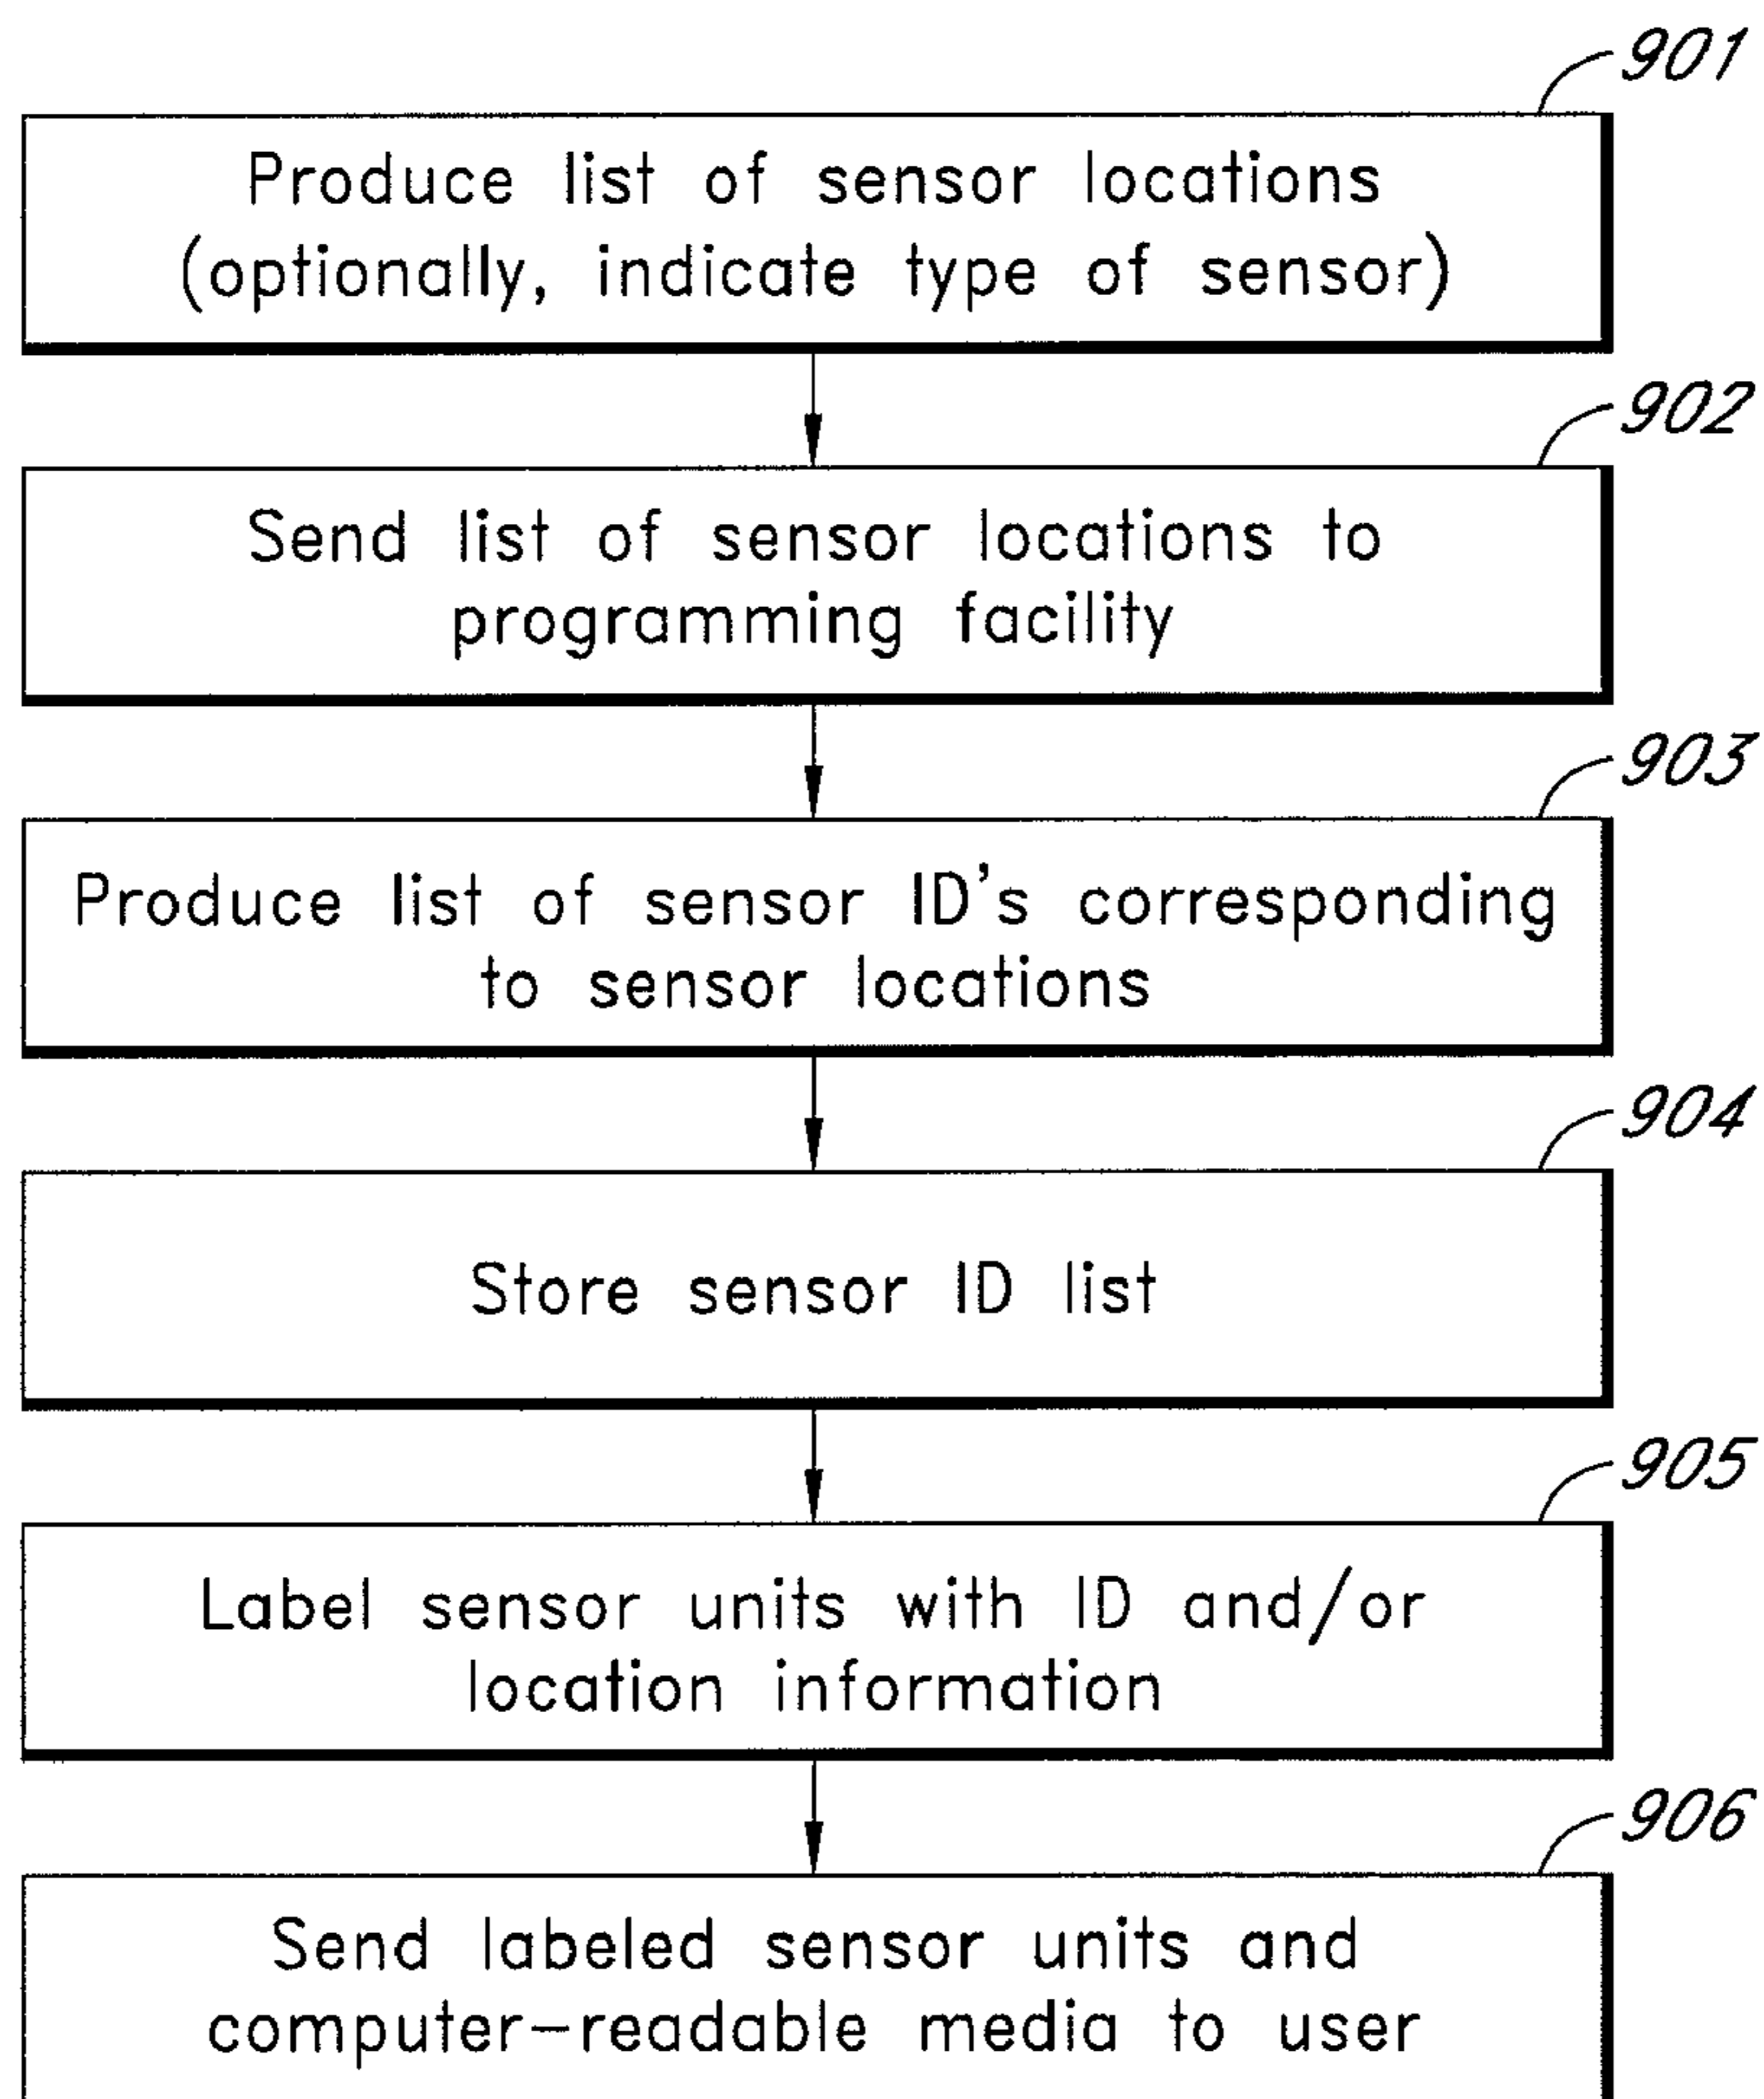 901
Produce list of sensor locations
(optionally, indicate type of sensor)
902
Send list of sensor locations to
programming facility
903
Produce list of sensor ID's corresponding
to sensor locations
904
Store sensor ID list
905
Label sensor units with ID and/or
location information
906
Send labeled sensor units and
computer-readable media to user